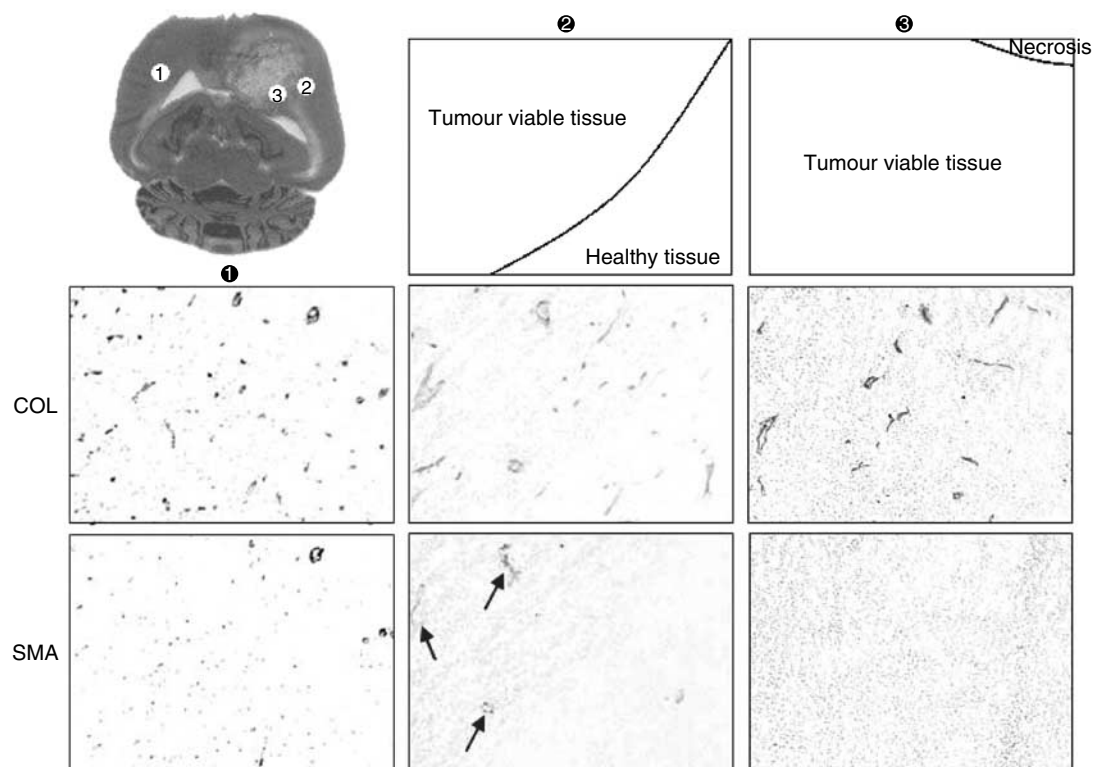 ❷
❸
1
2
3
Tumour viable tissue
Healthy tissue
Necrosis
Tumour viable tissue
❶
COL
SMA